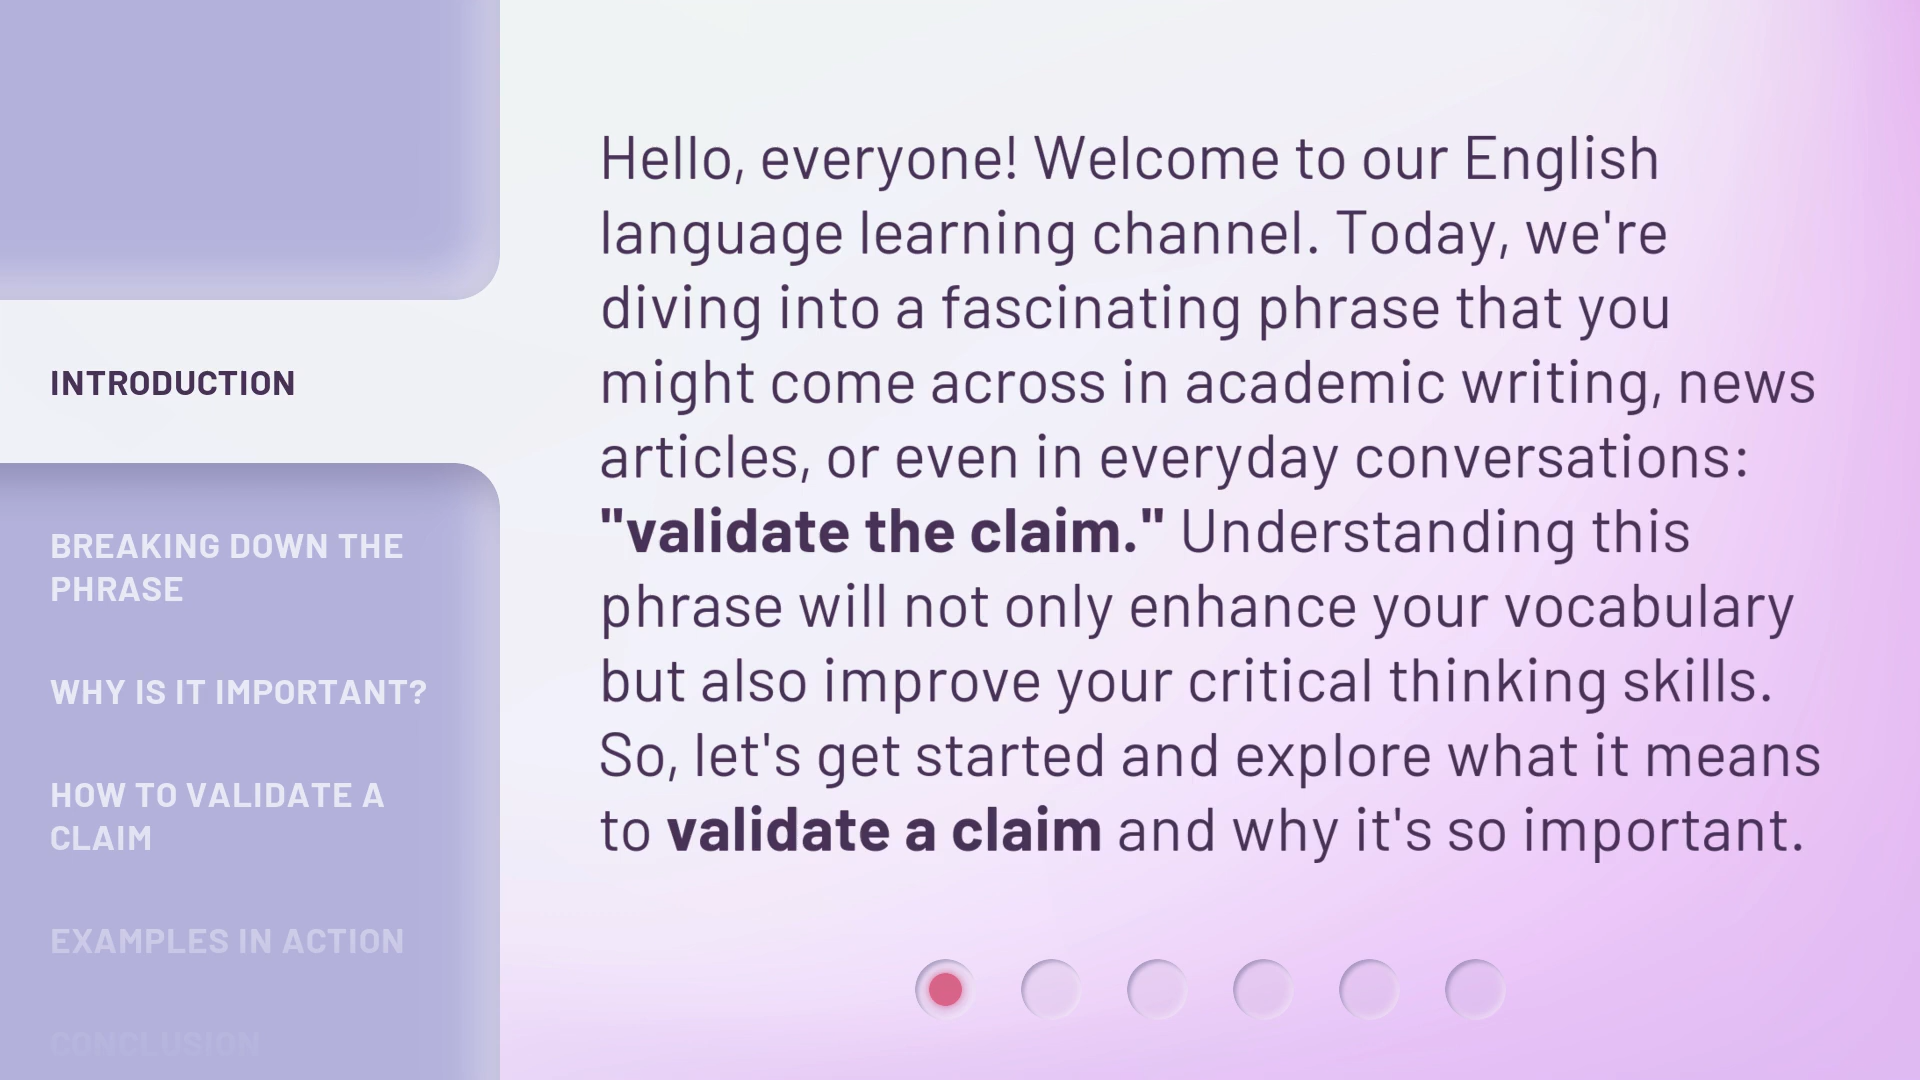 INTRODUCTION
BREAKING DOWN THE
PHRASE
WHY IS IT IMPORTANT?
HOW TO VALIDATE A
CLAIM
EXAMPLES IN ACTION
CONCLUSION
Hello, everyone! Welcome to our English
language learning channel. Today, we're
diving into a fascinating phrase that you
might come across in academic writing, news
articles, or even in everyday conversations:
"validate the claim." Understanding this
phrase will not only enhance your vocabulary
but also improve your critical thinking skills.
So, let's get started and explore what it means
to validate a claim and why it's so important.